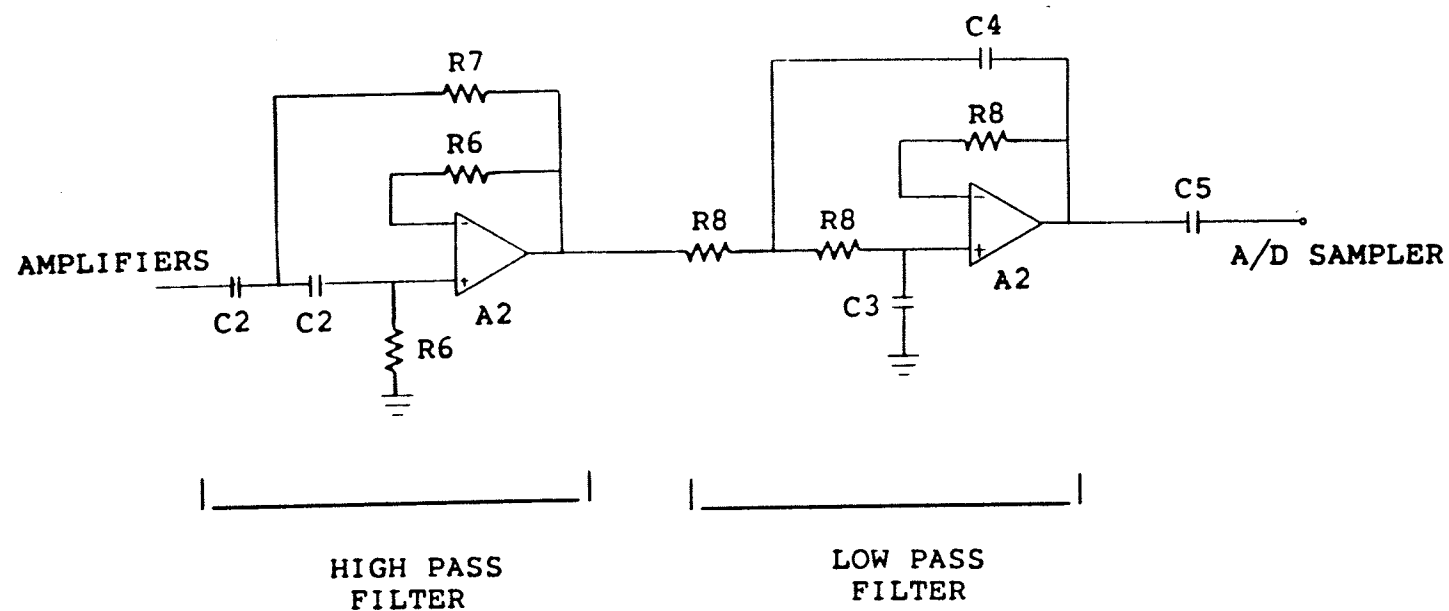 C4
R7
R8
R6
C5
R8
R8
AMPLIFIERS
A/D SAMPLER
C2
C2
A2
C3
A2
R6
HIGH PASS
FILTER
LOW PASS
FILTER